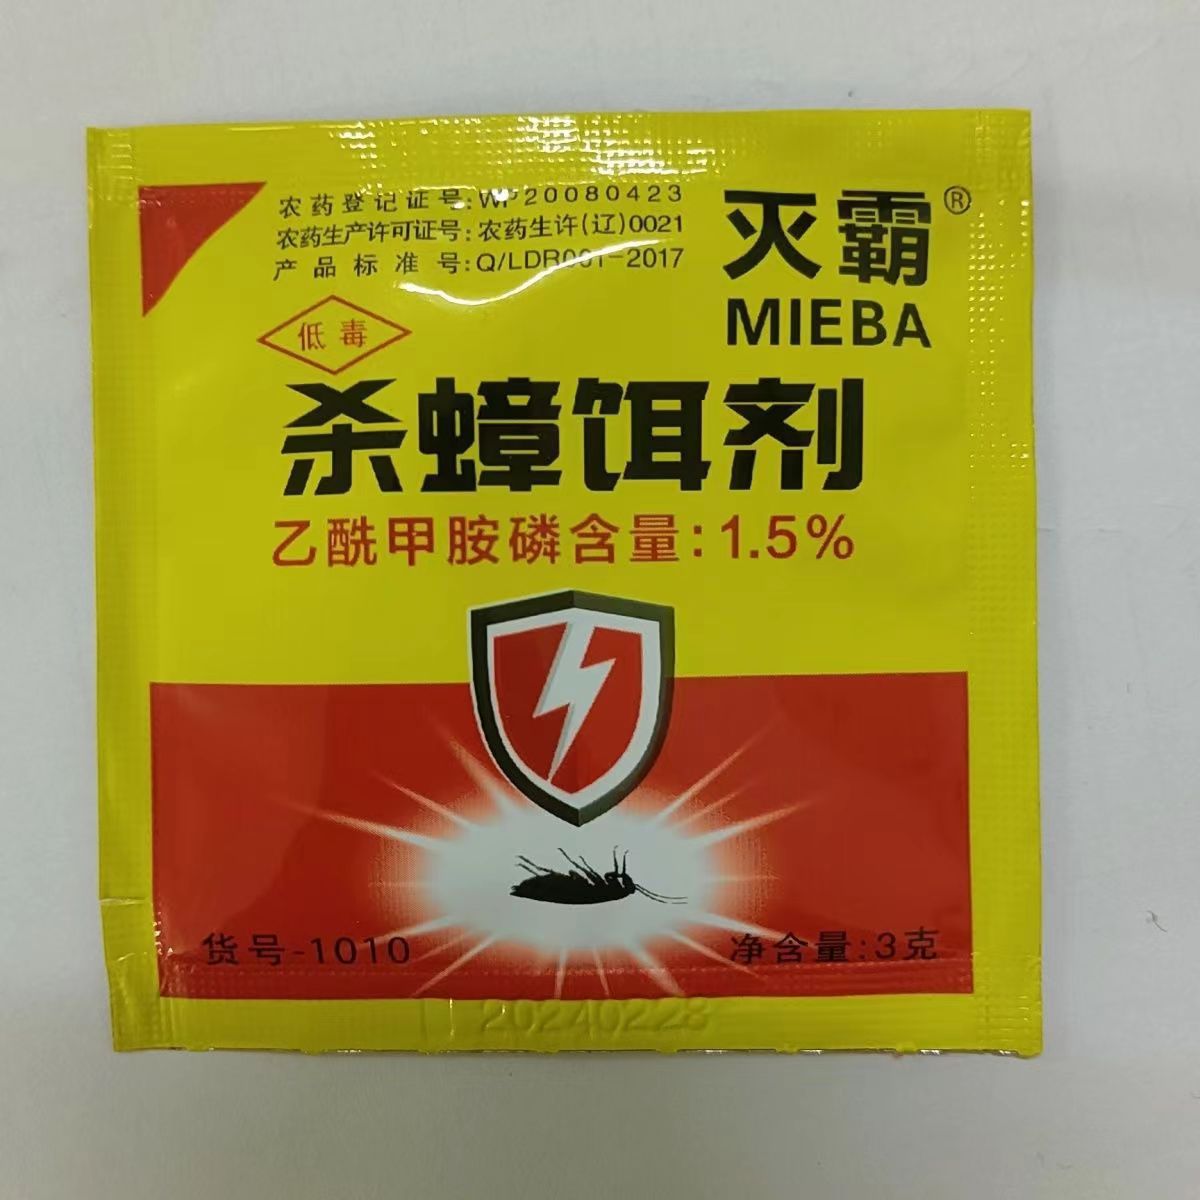 农药登记证号:WP20080423
农药生产许可证号:农药生许(辽)0021
产品标准号:Q/LDR001-2017
灭霸®
MIEBA
低毒
杀蟑饵剂
乙酰甲胺磷含量:1.5%
货号-1010
净含量:3克
20240228